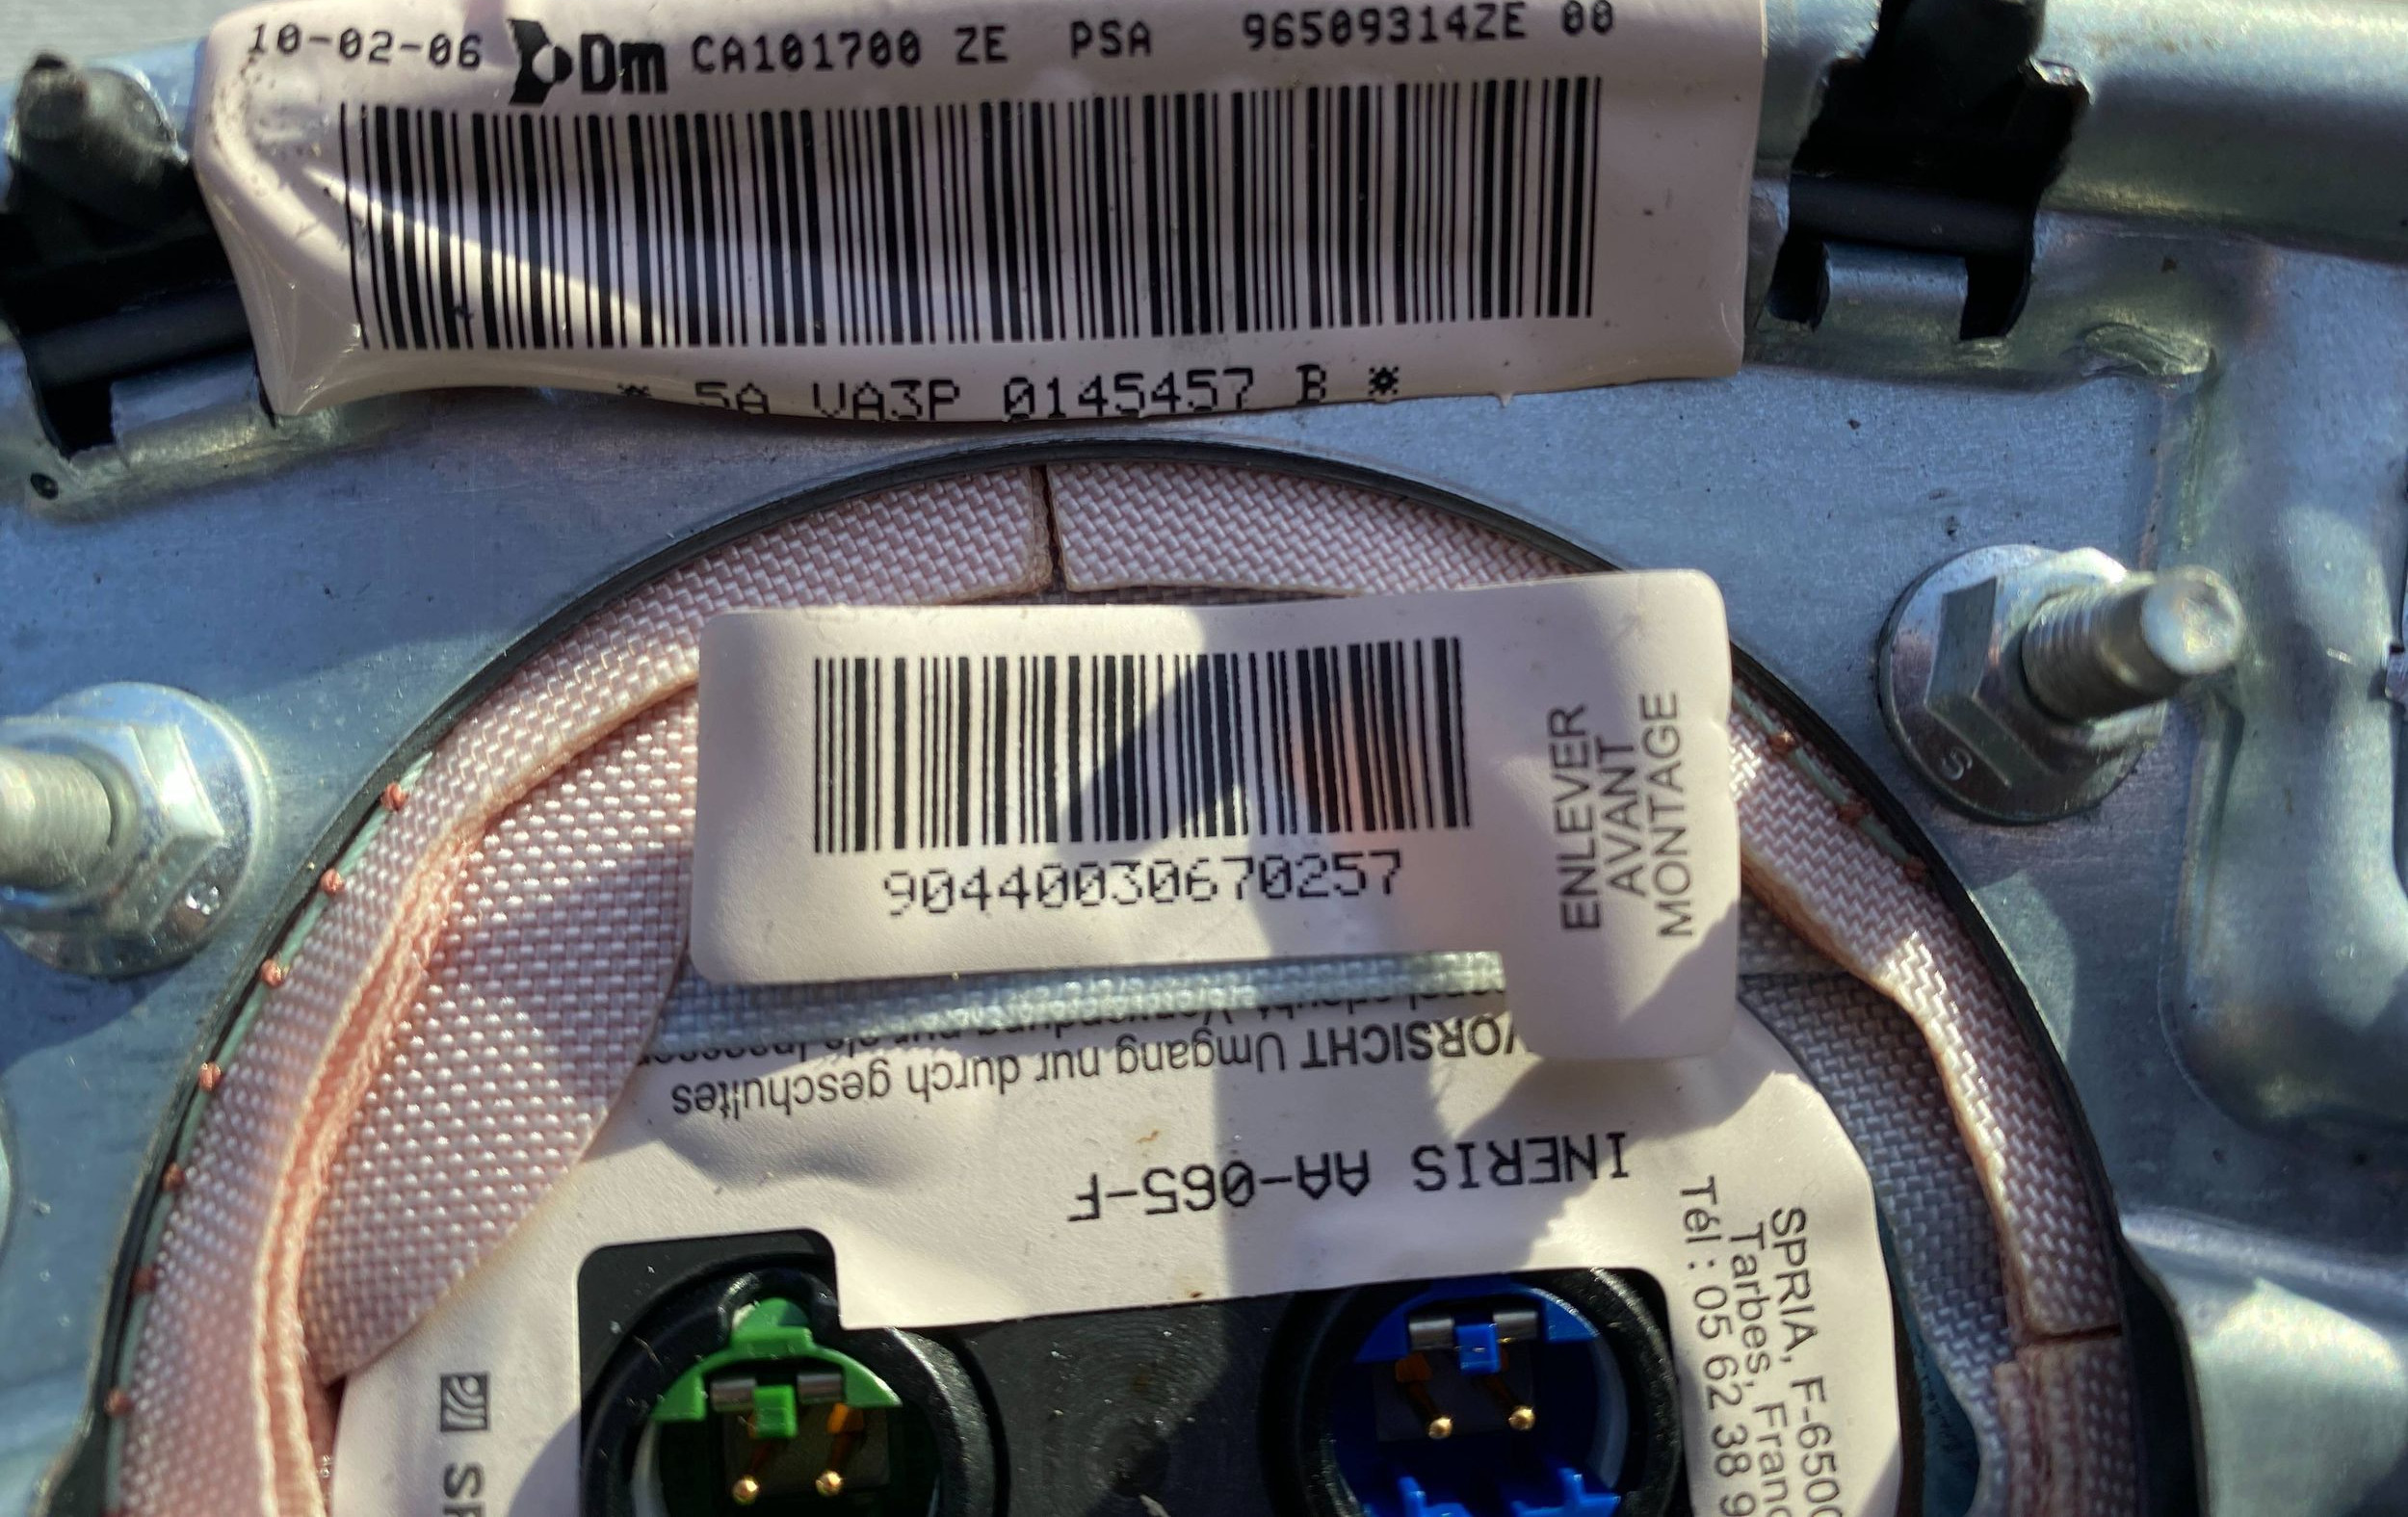 10-02-06 Dm CA101700 ZE PSA 96509314ZE 00
* 5A VA3P 0145457 B *
90440030670257
ENLEVER
AVANT
MONTAGE
INERIS AA-065-F
VORSICHT Umgang nur durch geschultes
SPRIA, F-6500
Tarbes, Franc
Tél : 05 62 38 9
S